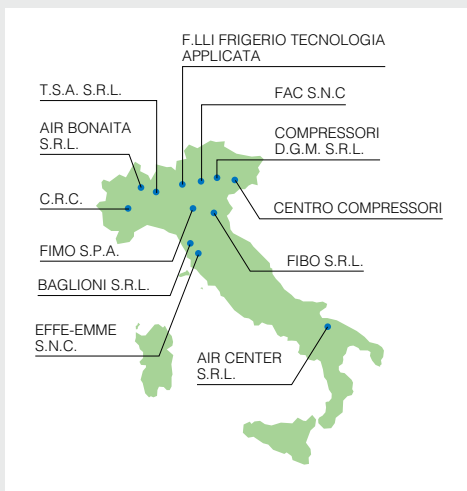 F.LLI FRIGERIO TECNOLOGIA
APPLICATA
T.S.A. S.R.L.
FAC S.N.C
AIR BONAITA
S.R.L.
COMPRESSORI
D.G.M. S.R.L.
C.R.C.
CENTRO COMPRESSORI
FIMO S.P.A.
FIBO S.R.L.
BAGLIONI S.R.L.
EFFE-EMME
S.N.C.
AIR CENTER
S.R.L.